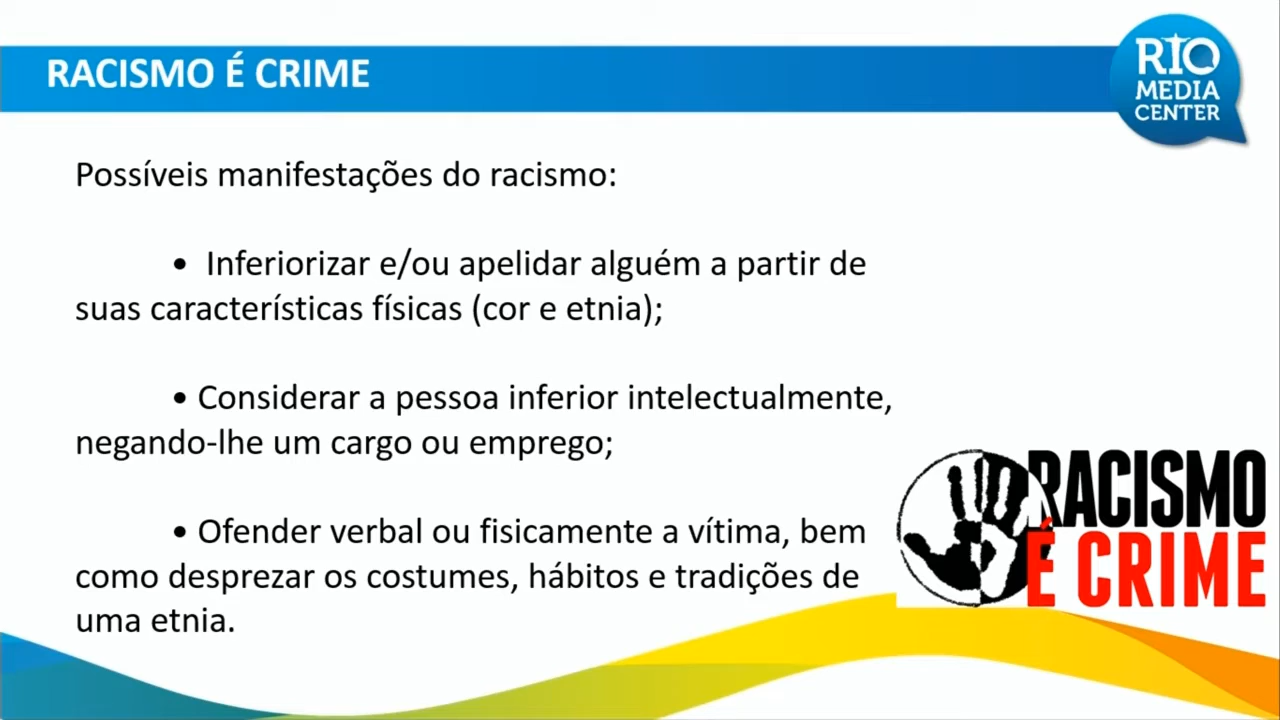 RACISMO É CRIME
RIO
MEDIA
CENTER
Possíveis manifestações do racismo:
• Inferiorizar e/ou apelidar alguém a partir de
suas características físicas (cor e etnia);
• Considerar a pessoa inferior intelectualmente,
negando-lhe um cargo ou emprego;
• Ofender verbal ou fisicamente a vítima, bem
como desprezar os costumes, hábitos e tradições de
uma etnia.
RACISMO
É CRIME